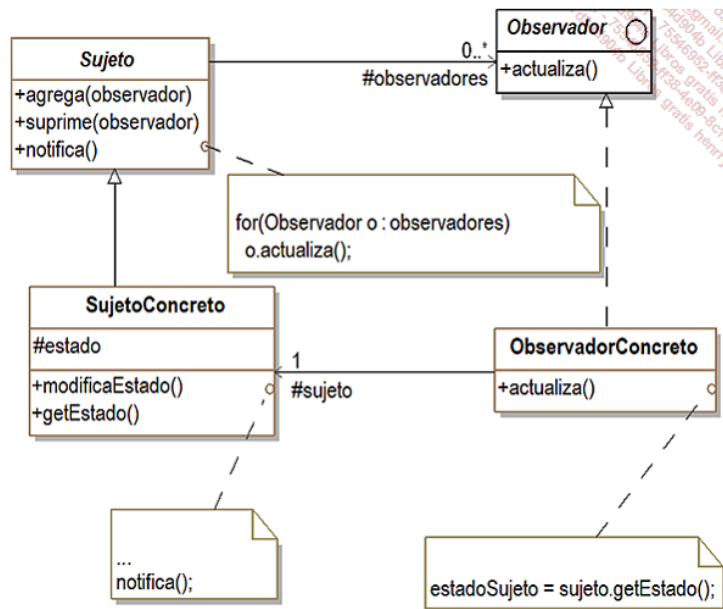 Sujeto
+agrega(observador)
+suprime(observador)
+notifica()
0..*
#observadores
Observador
+actualiza()
for(Observador o : observadores)
o.actualiza();
SujetoConcreto
#estado
+modificaEstado()
+getEstado()
1
#sujeto
ObservadorConcreto
+actualiza()
...
notifica();
estadoSujeto = sujeto.getEstado();